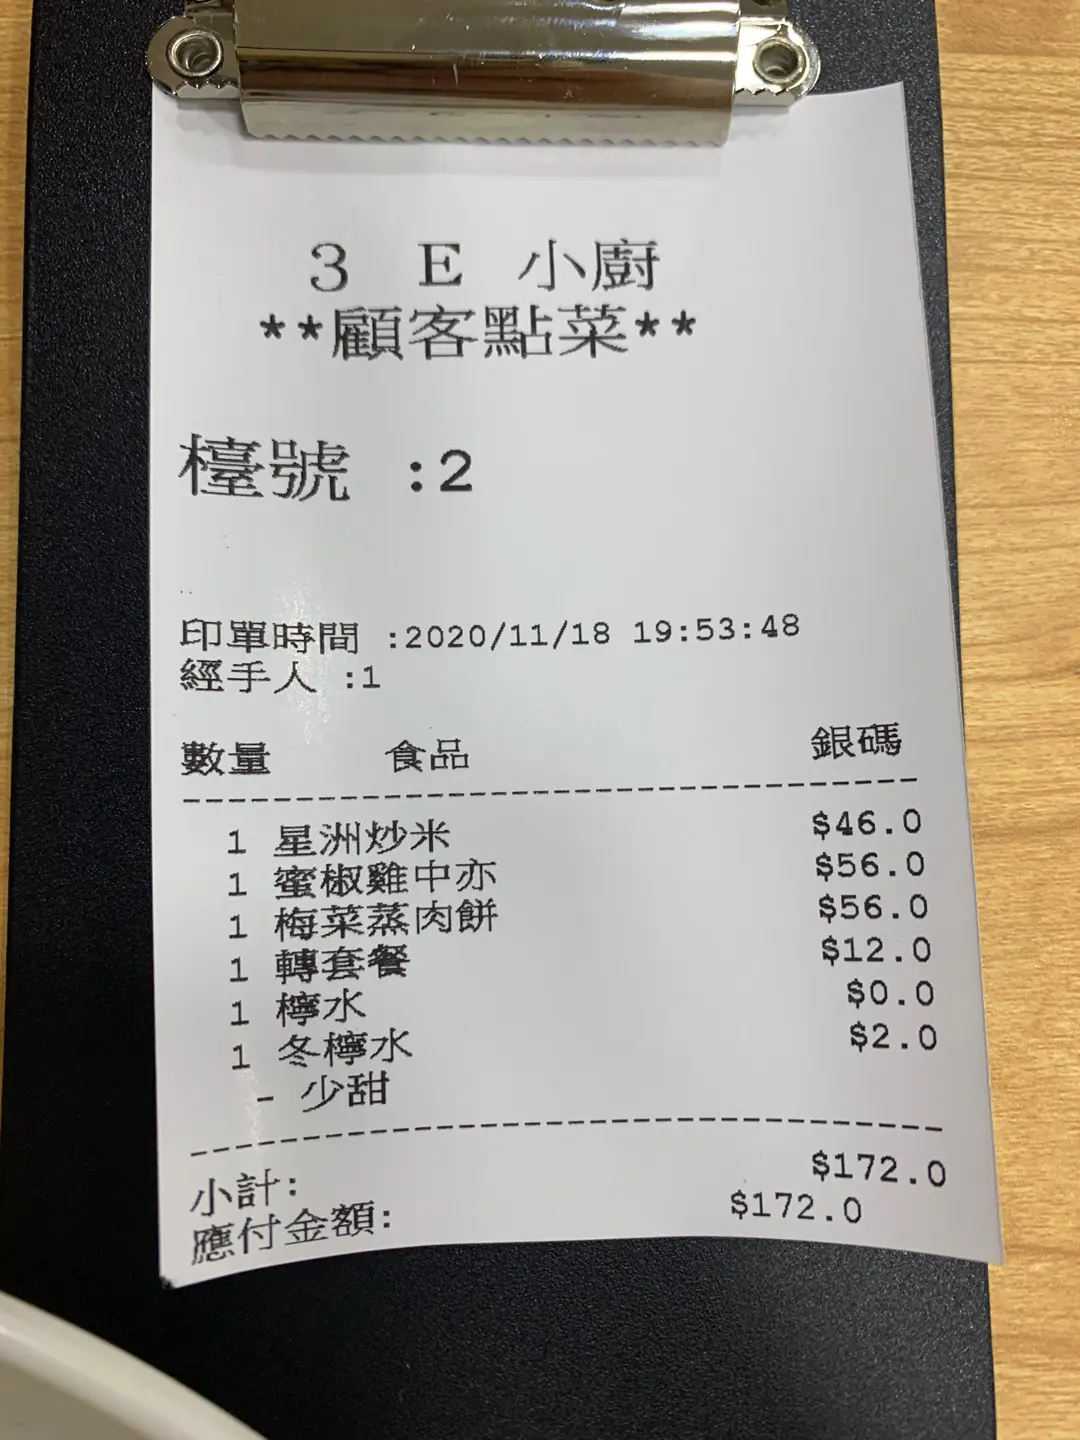 3 E 小廚
**顧客點菜**
檯號 :2
印單時間 :2020/11/18 19:53:48
經手人 :1
數量 食品 銀碼
1 星洲炒米 $46.0
1 蜜椒雞中亦 $56.0
1 梅菜蒸肉餅 $56.0
1 轉套餐 $12.0
1 檸水 $0.0
1 冬檸水 $2.0
- 少甜
小計: $172.0
應付金額: $172.0